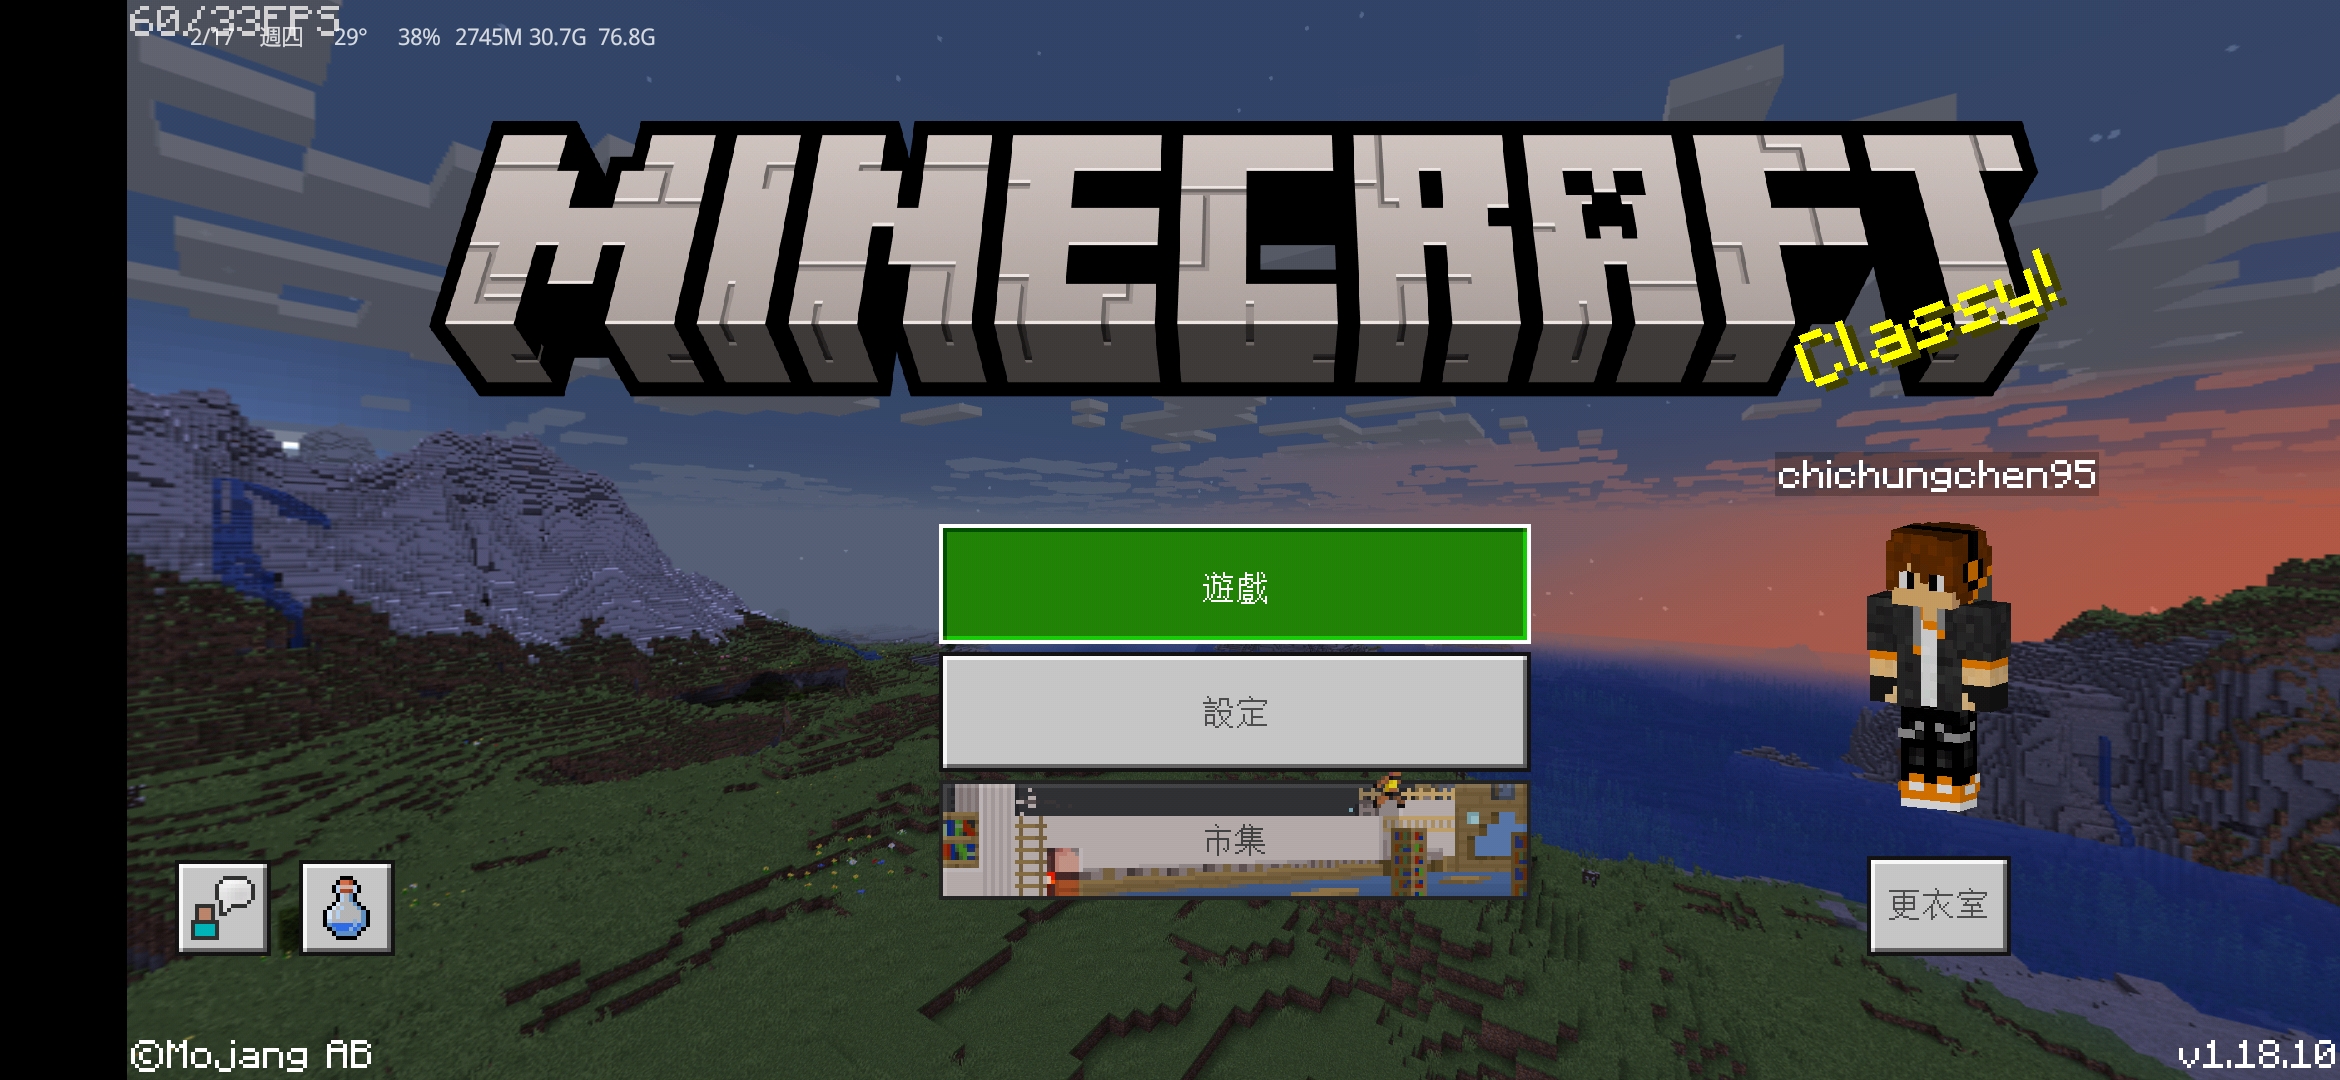 60/33FPS
2/17 週四 29° 38% 2745M 30.7G 76.8G
MINECRAFT
Classy!
chichungchen95
遊戲
設定
市集
更衣室
©Mojang AB
v1.18.10